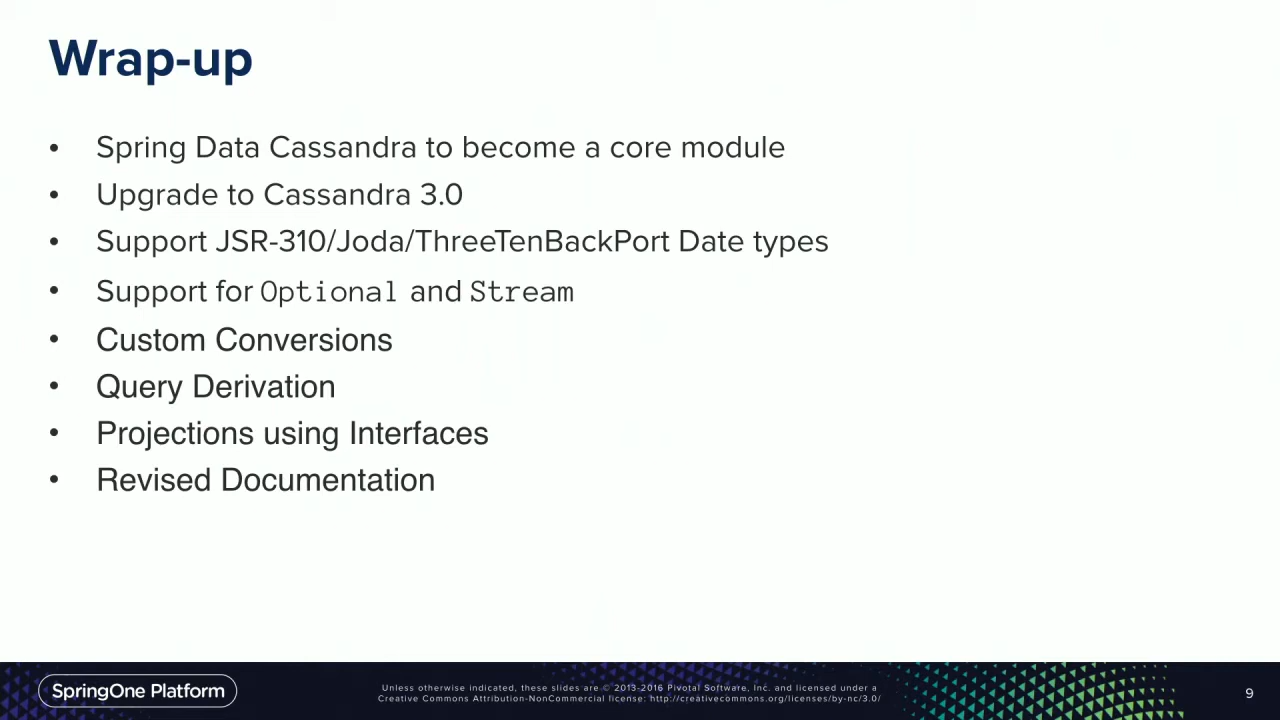 Wrap-up
• Spring Data Cassandra to become a core module
• Upgrade to Cassandra 3.0
• Support JSR-310/Joda/ThreeTenBackPort Date types
• Support for Optional and Stream
• Custom Conversions
• Query Derivation
• Projections using Interfaces
• Revised Documentation
SpringOne Platform
Unless otherwise indicated, these slides are © 2013-2016 Pivotal Software, Inc. and licensed under a
Creative Commons Attribution-NonCommercial license: http://creativecommons.org/licenses/by-nc/3.0/
9